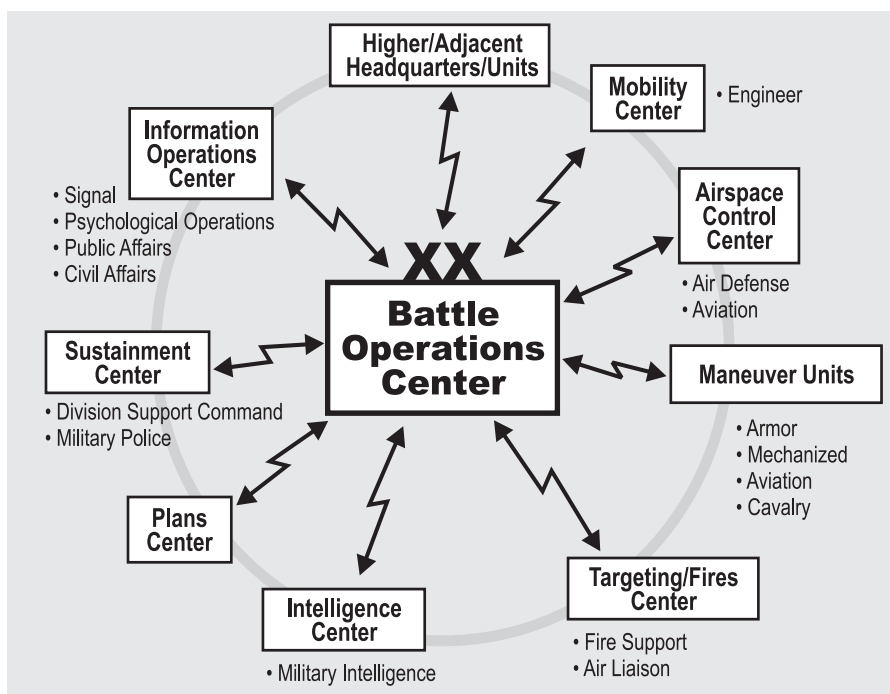 Higher/Adjacent
Headquarters/Units
Mobility
Center
• Engineer
Information
Operations
Center
• Signal
• Psychological Operations
• Public Affairs
• Civil Affairs
Airspace
Control
Center
• Air Defense
• Aviation
XX
Battle
Operations
Center
Sustainment
Center
• Division Support Command
• Military Police
Maneuver Units
• Armor
• Mechanized
• Aviation
• Cavalry
Plans
Center
Intelligence
Center
• Military Intelligence
Targeting/Fires
Center
• Fire Support
• Air Liaison